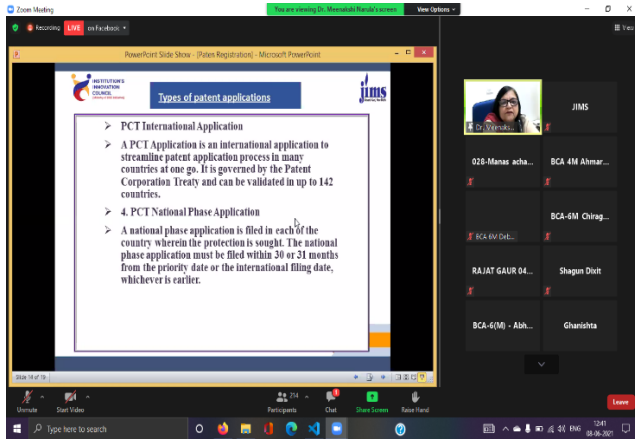 Zoom Meeting
You are viewing Dr. Meenakshi Narula's screen
View Options
Recording
LIVE
on Facebook
View
PowerPoint Slide Show - [Paten Registration] - Microsoft PowerPoint
INSTITUTION'S
INNOVATION
COUNCIL
jims
Types of patent applications
➢ PCT International Application
➢ A PCT Application is an international application to
streamline patent application process in many
countries at one go. It is governed by the Patent
Corporation Treaty and can be validated in up to 142
countries.
➢ 4. PCT National Phase Application
➢ A national phase application is filed in each of the
country wherein the protection is sought. The national
phase application must be filed within 30 or 31 months
from the priority date or the international filing date,
whichever is earlier.
Dr. Meenaks...
JIMS
028-Manas acha...
BCA 4M Ahmar...
BCA 6M Deb...
BCA-6M Chirag...
RAJAT GAUR 04...
Shagun Dixit
BCA-6(M) - Abh...
Ghanishta
Unmute
Start Video
214
Participants
Chat
Share Screen
Raise Hand
Leave
Type here to search
ENG
12:41
08-06-2021